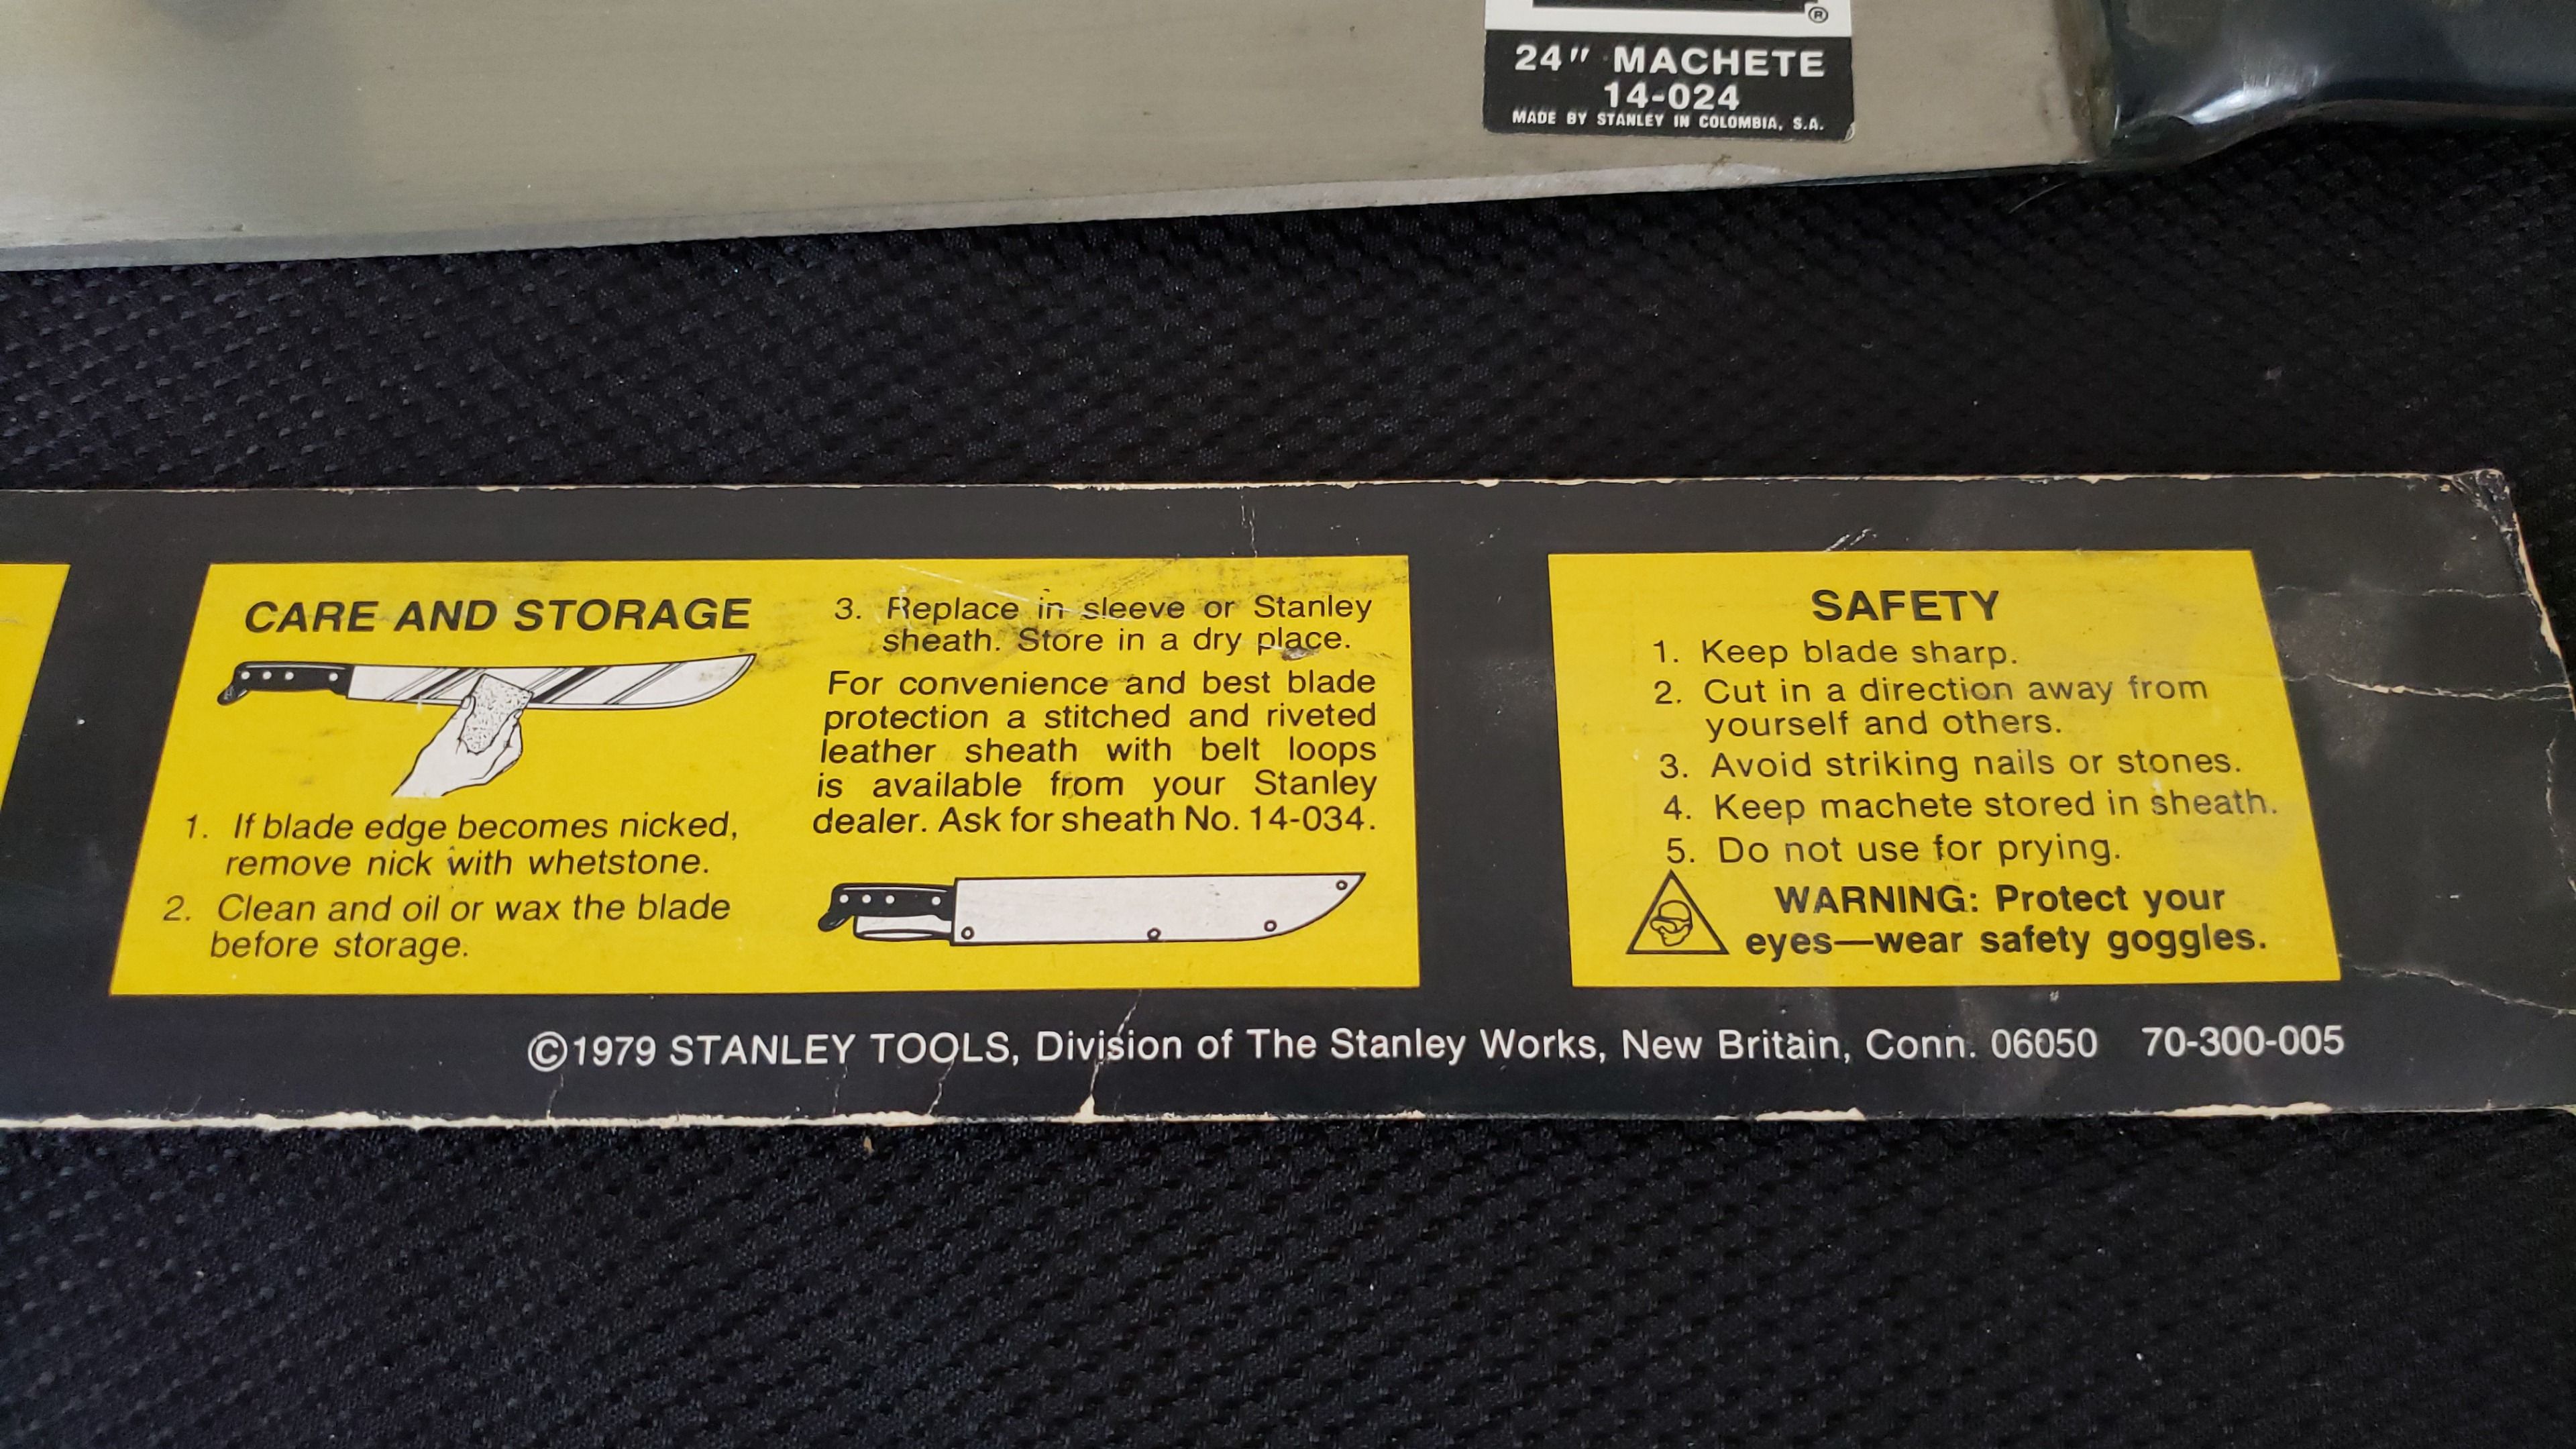 ®
24" MACHETE
14-024
MADE BY STANLEY IN COLOMBIA, S.A.
CARE AND STORAGE
1. If blade edge becomes nicked,
remove nick with whetstone.
2. Clean and oil or wax the blade
before storage.
3. Replace in sleeve or Stanley
sheath. Store in a dry place.
For convenience and best blade
protection a stitched and riveted
leather sheath with belt loops
is available from your Stanley
dealer. Ask for sheath No. 14-034.
SAFETY
1. Keep blade sharp.
2. Cut in a direction away from
yourself and others.
3. Avoid striking nails or stones.
4. Keep machete stored in sheath.
5. Do not use for prying.
WARNING: Protect your
eyes—wear safety goggles.
©1979 STANLEY TOOLS, Division of The Stanley Works, New Britain, Conn. 06050 70-300-005